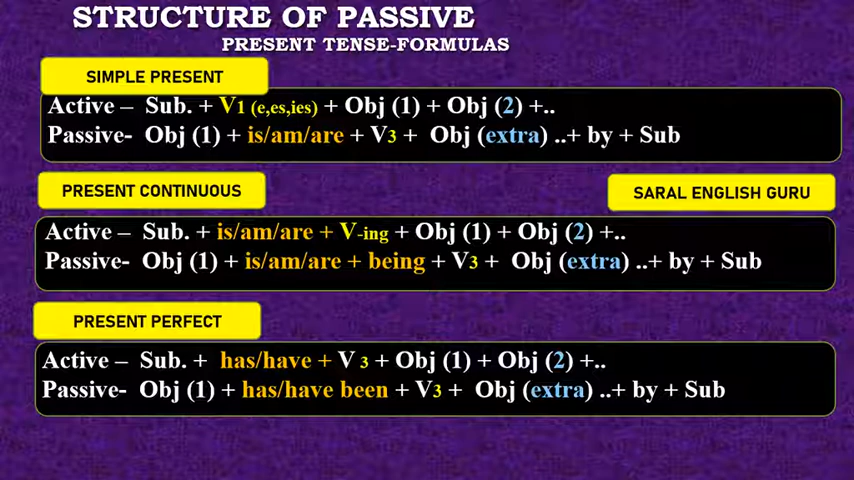 STRUCTURE OF PASSIVE
PRESENT TENSE-FORMULAS
SIMPLE PRESENT
Active – Sub. + V1 (e,es,ies) + Obj (1) + Obj (2) +..
Passive- Obj (1) + is/am/are + V3 + Obj (extra) ..+ by + Sub
PRESENT CONTINUOUS
SARAL ENGLISH GURU
Active – Sub. + is/am/are + V-ing + Obj (1) + Obj (2) +..
Passive- Obj (1) + is/am/are + being + V3 + Obj (extra) ..+ by + Sub
PRESENT PERFECT
Active – Sub. + has/have + V 3 + Obj (1) + Obj (2) +..
Passive- Obj (1) + has/have been + V3 + Obj (extra) ..+ by + Sub